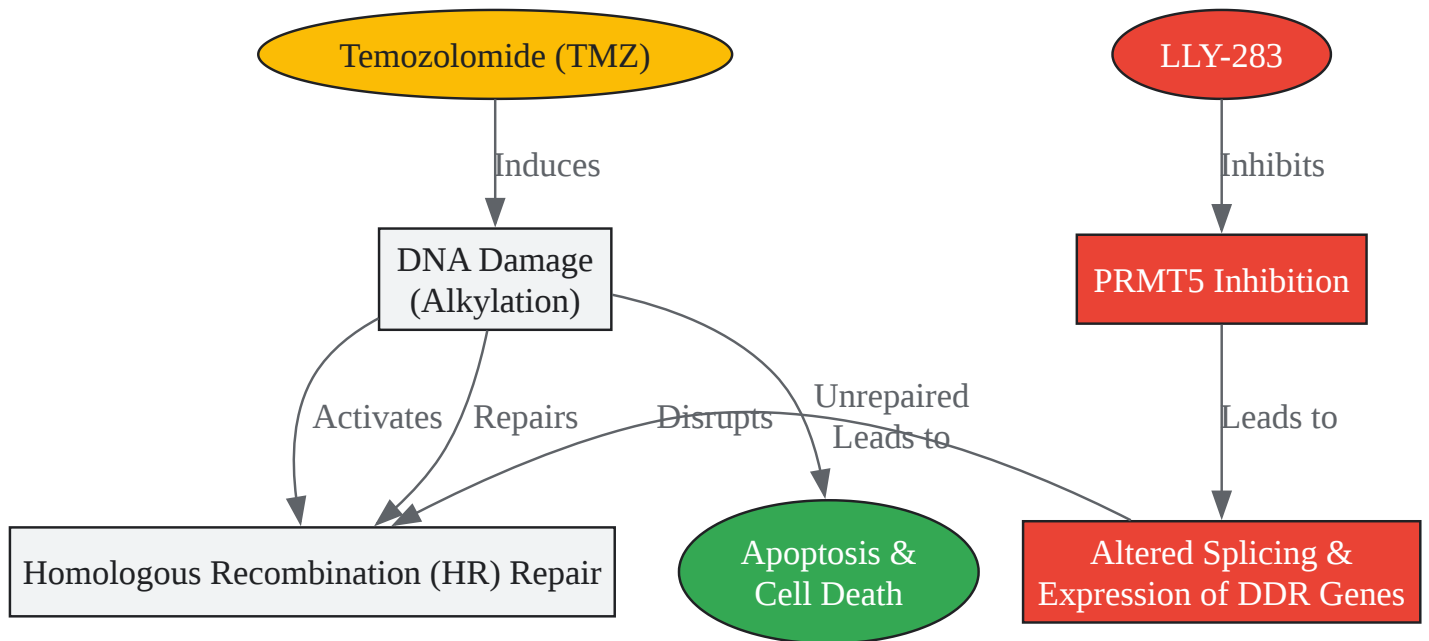 Temozolomide (TMZ)
LLY-283
Induces
Inhibits
DNA Damage
(Alkylation)
PRMT5 Inhibition
Activates
Repairs
Disrupts
Unrepaired
Leads to
Leads to
Homologous Recombination (HR) Repair
Apoptosis &
Cell Death
Altered Splicing &
Expression of DDR Genes